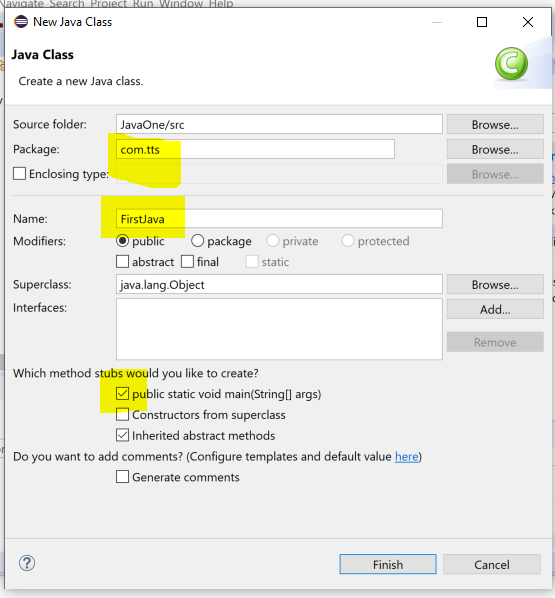 Navigate Search Project Run Window Help
New Java Class
Java Class
Create a new Java class.
C
Source folder: JavaOne/src Browse...
Package: com.tts Browse...
Enclosing type: Browse...
Name: FirstJava
Modifiers: public package private protected
abstract final static
Superclass: java.lang.Object Browse...
Interfaces: Add...
Remove
Which method stubs would you like to create?
public static void main(String[] args)
Constructors from superclass
Inherited abstract methods
Do you want to add comments? (Configure templates and default value here)
Generate comments
? Finish Cancel